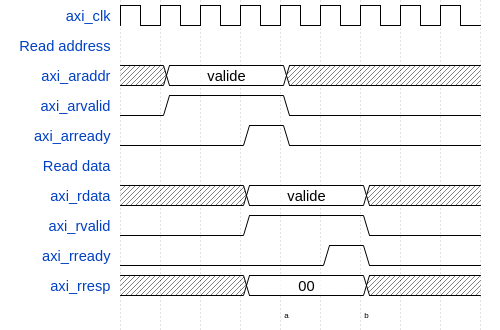 axi_clk
Read address
axi_araddr valide
axi_arvalid
axi_arready
Read data
axi_rdata valide
axi_rvalid
axi_rready
axi_rresp 00
a b